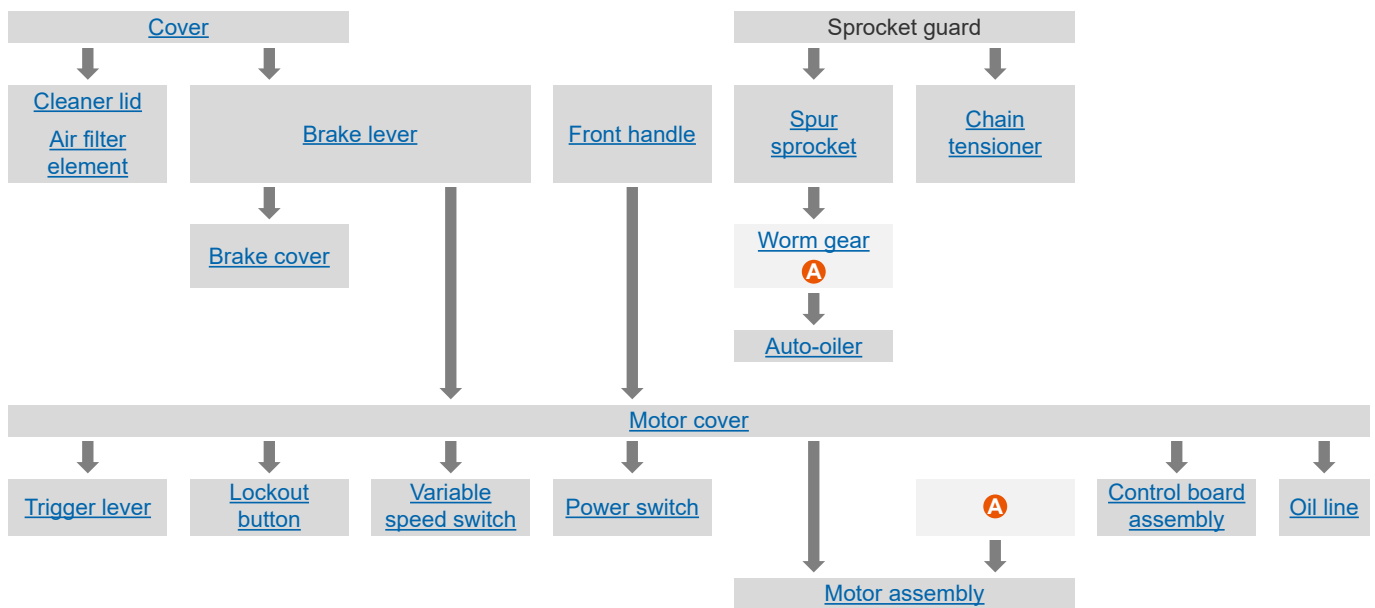 Cover
Sprocket guard
Cleaner lid
Air filter
element
Brake lever
Front handle
Spur
sprocket
Chain
tensioner
Brake cover
Worm gear
A
Auto-oiler
Motor cover
Trigger lever
Lockout
button
Variable
speed switch
Power switch
A
Control board
assembly
Oil line
Motor assembly